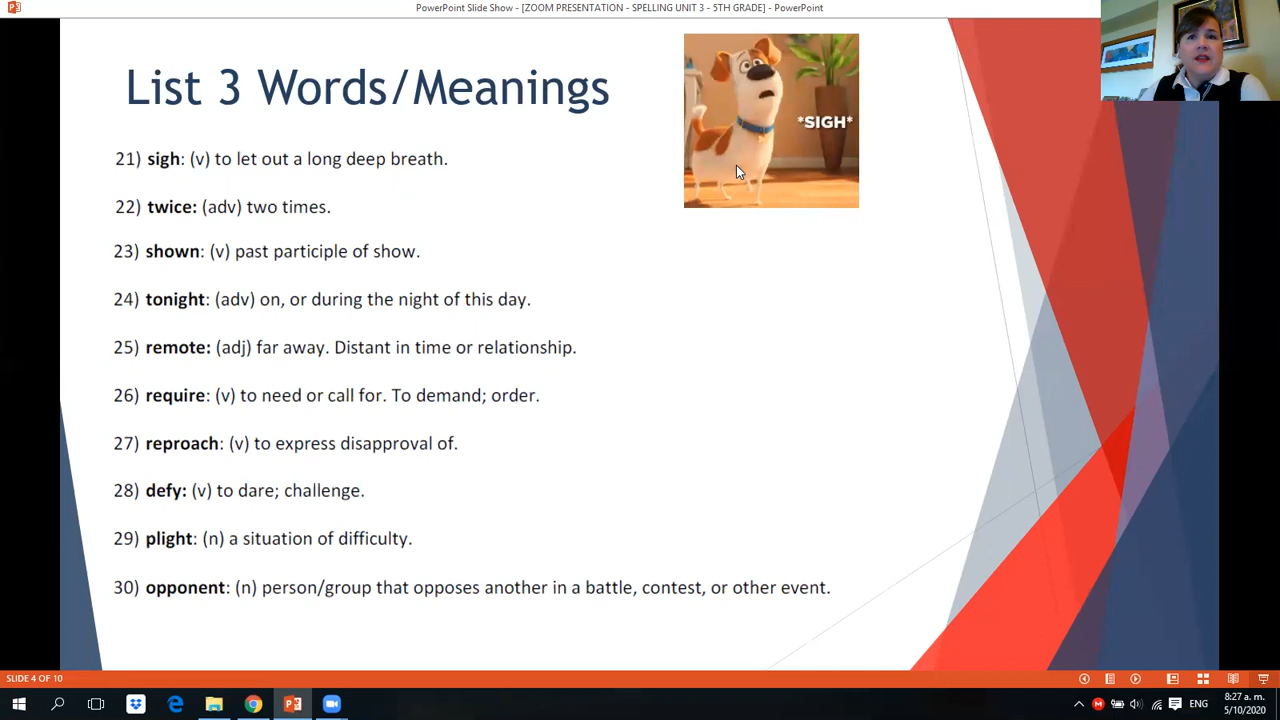 PowerPoint Slide Show - [ZOOM PRESENTATION - SPELLING UNIT 3 - 5TH GRADE] - PowerPoint
List 3 Words/Meanings
*SIGH*
21) sigh: (v) to let out a long deep breath.
22) twice: (adv) two times.
23) shown: (v) past participle of show.
24) tonight: (adv) on, or during the night of this day.
25) remote: (adj) far away. Distant in time or relationship.
26) require: (v) to need or call for. To demand; order.
27) reproach: (v) to express disapproval of.
28) defy: (v) to dare; challenge.
29) plight: (n) a situation of difficulty.
30) opponent: (n) person/group that opposes another in a battle, contest, or other event.
SLIDE 4 OF 10
ENG
8:27 a. m.
5/10/2020